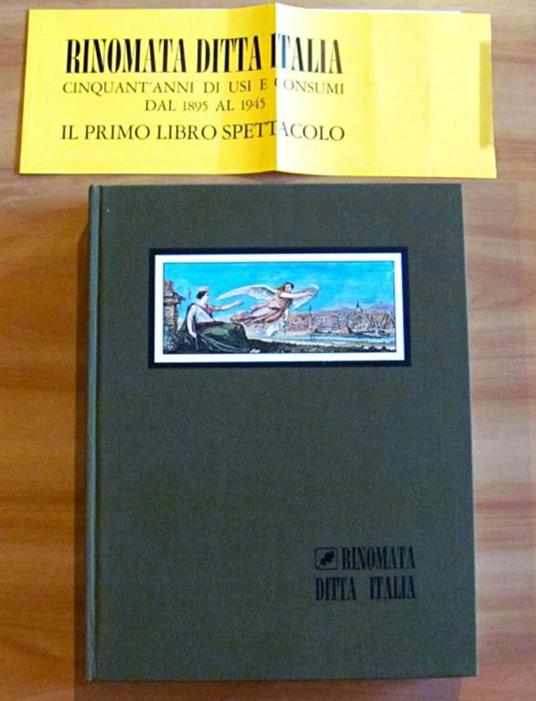 RINOMATA DITTA ITALIA
CINQUANT'ANNI DI USI E CONSUMI
DAL 1895 AL 1945
IL PRIMO LIBRO SPETTACOLO
RINOMATA
DITTA ITALIA